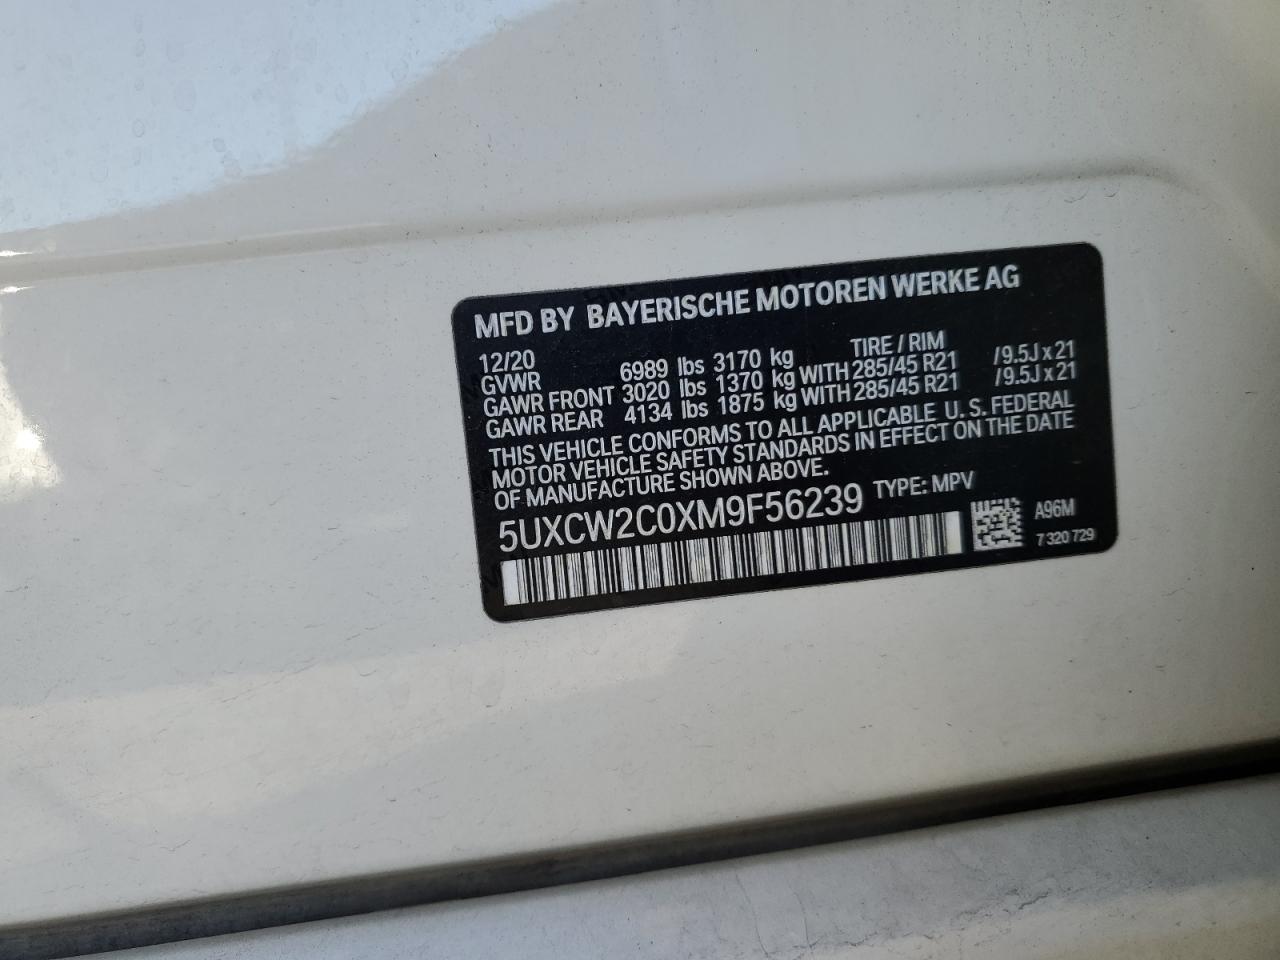 MFD BY BAYERISCHE MOTOREN WERKE AG
12/20 TIRE / RIM
GVWR 6989 lbs 3170 kg
GAWR FRONT 3020 lbs 1370 kg WITH 285/45 R21 /9.5J x 21
GAWR REAR 4134 lbs 1875 kg WITH 285/45 R21 /9.5J x 21
THIS VEHICLE CONFORMS TO ALL APPLICABLE U. S. FEDERAL
MOTOR VEHICLE SAFETY STANDARDS IN EFFECT ON THE DATE
OF MANUFACTURE SHOWN ABOVE.
5UXCW2C0XM9F56239 TYPE: MPV
A96M
7 320 729